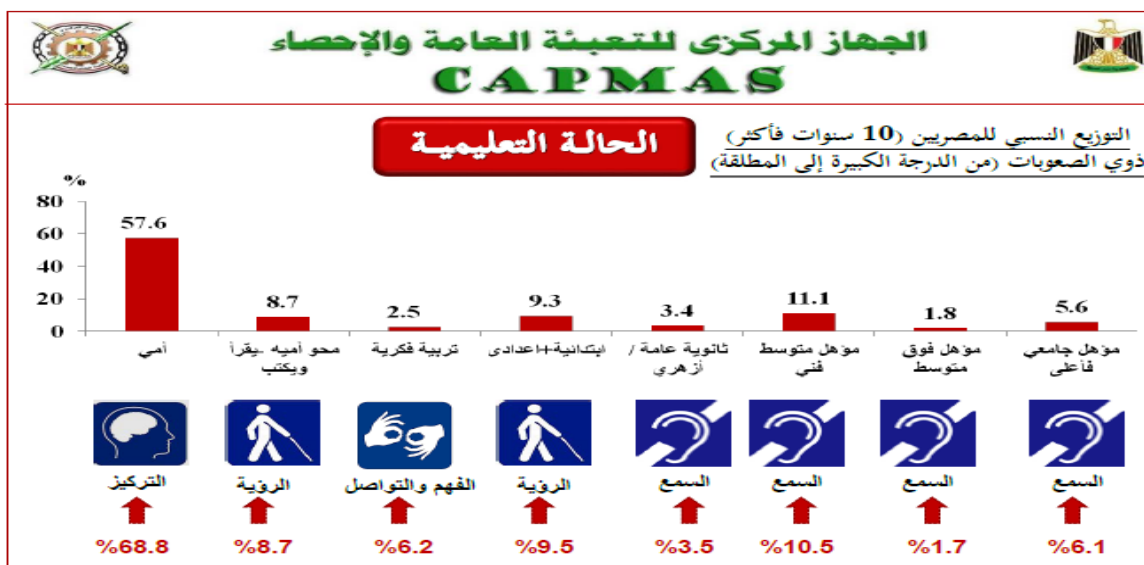 الجهاز المركزى للتعبئة العامة والإحصاء
CAPMAS
التوزيع النسبي للمصريين (10 سنوات فأكثر)
ذوي الصعوبات (من الدرجة الكبيرة إلى المطلقة)
الحالة التعليمية
%
80
60
40
20
0
57.6
8.7
2.5
9.3
3.4
11.1
1.8
5.6
أمي
محو أميه -يقرأ
ويكتب
تربية فكرية
ابتدائية+اعدادى
ثانوية عامة /
أزهري
مؤهل متوسط
فني
مؤهل فوق
متوسط
مؤهل جامعي
فأعلى
التركيز
الرؤية
الفهم والتواصل
الرؤية
السمع
السمع
السمع
السمع
%68.8
%8.7
%6.2
%9.5
%3.5
%10.5
%1.7
%6.1